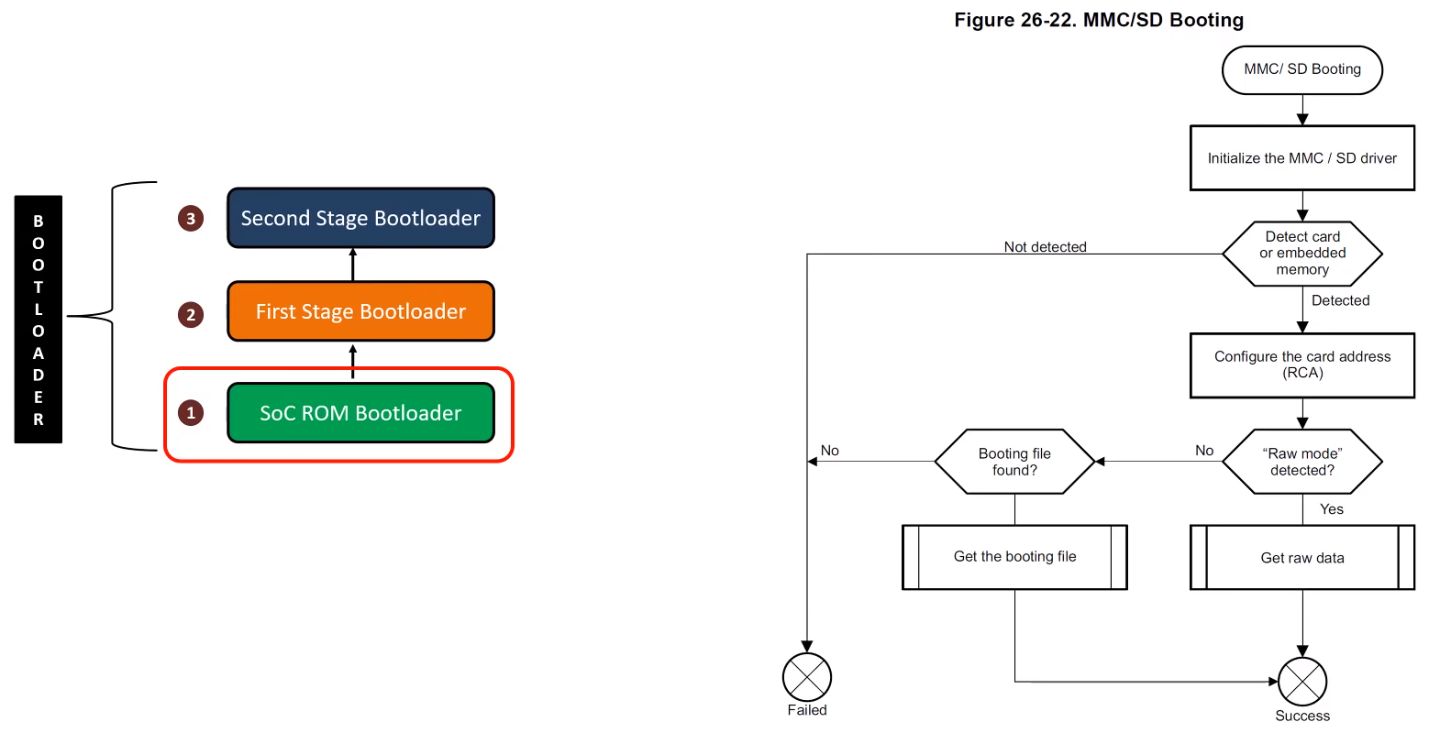 BOOTLOADER
3
Second Stage Bootloader
2
First Stage Bootloader
1
SoC ROM Bootloader
Figure 26-22. MMC/SD Booting
MMC/ SD Booting
Initialize the MMC / SD driver
Detect card
or embedded
memory
Not detected
Detected
Configure the card address
(RCA)
“Raw mode”
detected?
No
Booting file
found?
No
Yes
Get the booting file
Get raw data
Failed
Success